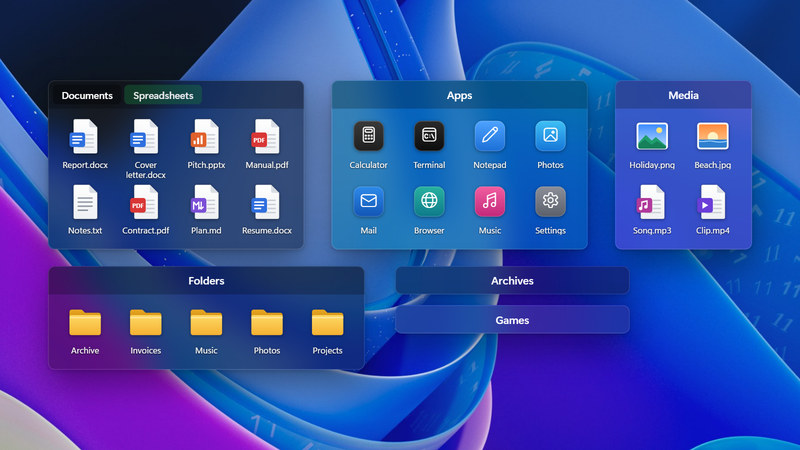 Documents Spreadsheets
Report.docx
Cover letter.docx
Pitch.pptx
PDF
Manual.pdf
Notes.txt
PDF
Contract.pdf
Plan.md
Resume.docx
Apps
Calculator
Terminal
Notepad
Photos
Mail
Browser
Music
Settings
Media
Holiday.png
Beach.jpg
Song.mp3
Clip.mp4
Folders
Archive
Invoices
Music
Photos
Projects
Archives
Games